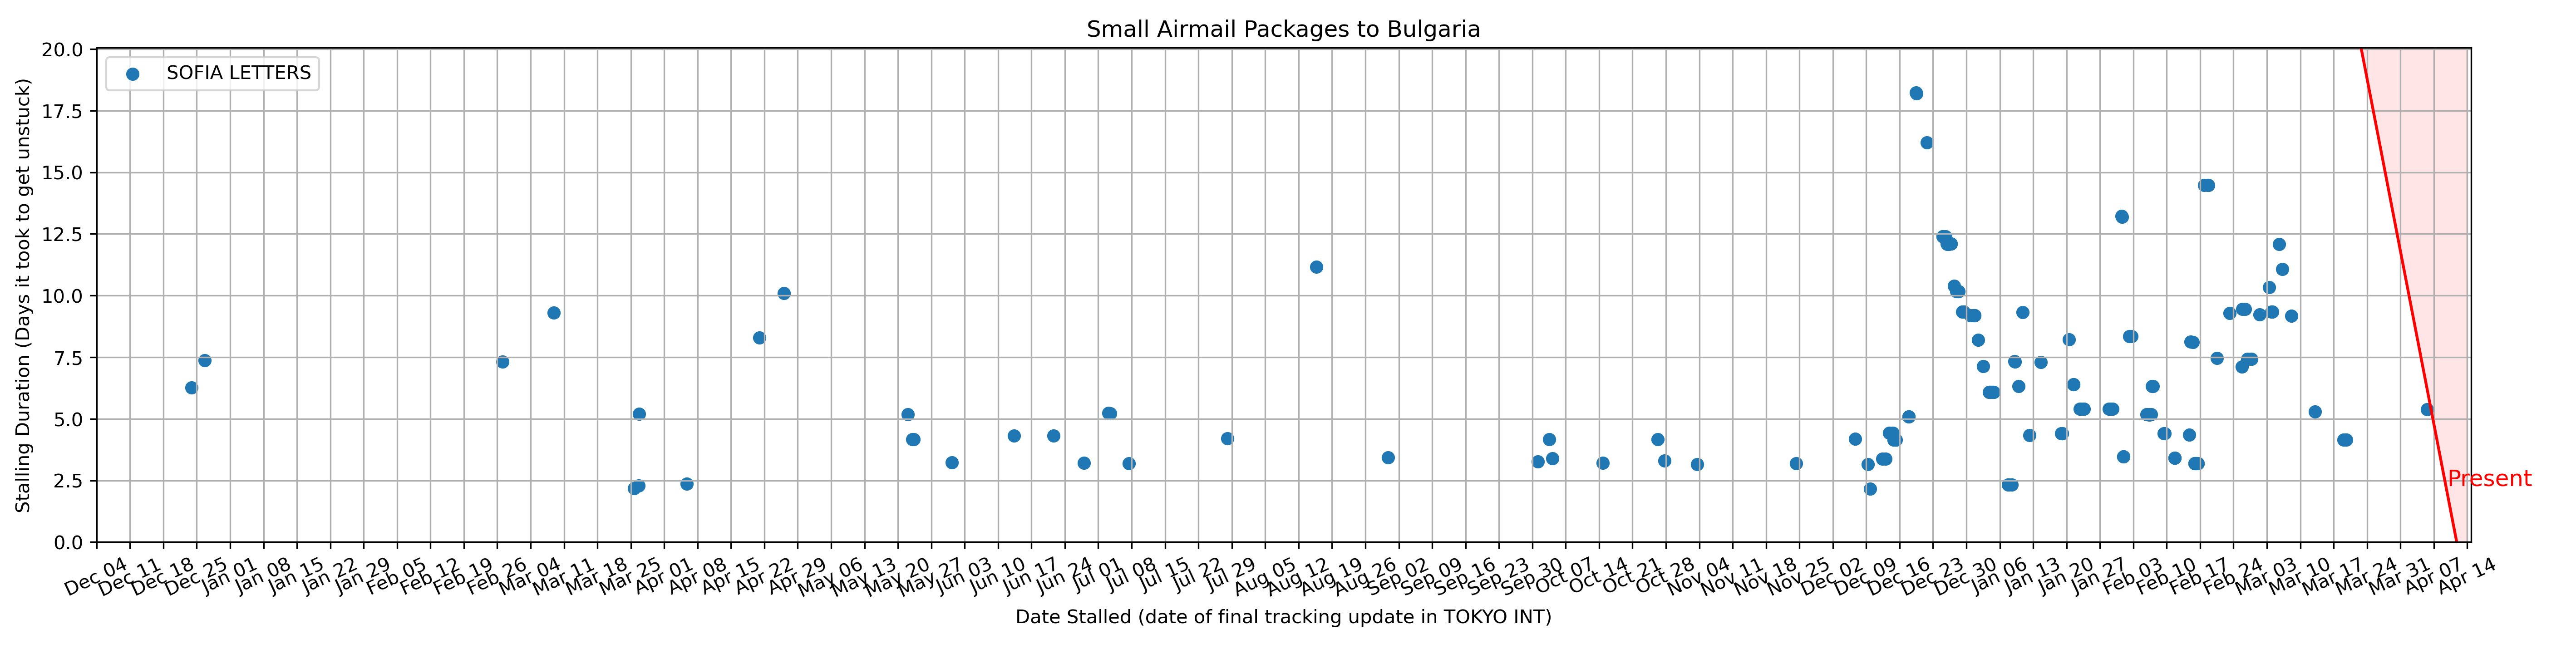 Small Airmail Packages to Bulgaria
SOFIA LETTERS
Stalling Duration (Days it took to get unstuck)
20.0
17.5
15.0
12.5
10.0
7.5
5.0
2.5
0.0
Present
Dec 04
Dec 11
Dec 18
Dec 25
Jan 01
Jan 08
Jan 15
Jan 22
Jan 29
Feb 05
Feb 12
Feb 19
Feb 26
Mar 04
Mar 11
Mar 18
Mar 25
Apr 01
Apr 08
Apr 15
Apr 22
Apr 29
May 06
May 13
May 20
May 27
Jun 03
Jun 10
Jun 17
Jun 24
Jul 01
Jul 08
Jul 15
Jul 22
Jul 29
Aug 05
Aug 12
Aug 19
Aug 26
Sep 02
Sep 09
Sep 16
Sep 23
Sep 30
Oct 07
Oct 14
Oct 21
Oct 28
Nov 04
Nov 11
Nov 18
Nov 25
Dec 02
Dec 09
Dec 16
Dec 23
Dec 30
Jan 06
Jan 13
Jan 20
Jan 27
Feb 03
Feb 10
Feb 17
Feb 24
Mar 03
Mar 10
Mar 17
Mar 24
Mar 31
Apr 07
Apr 14
Date Stalled (date of final tracking update in TOKYO INT)